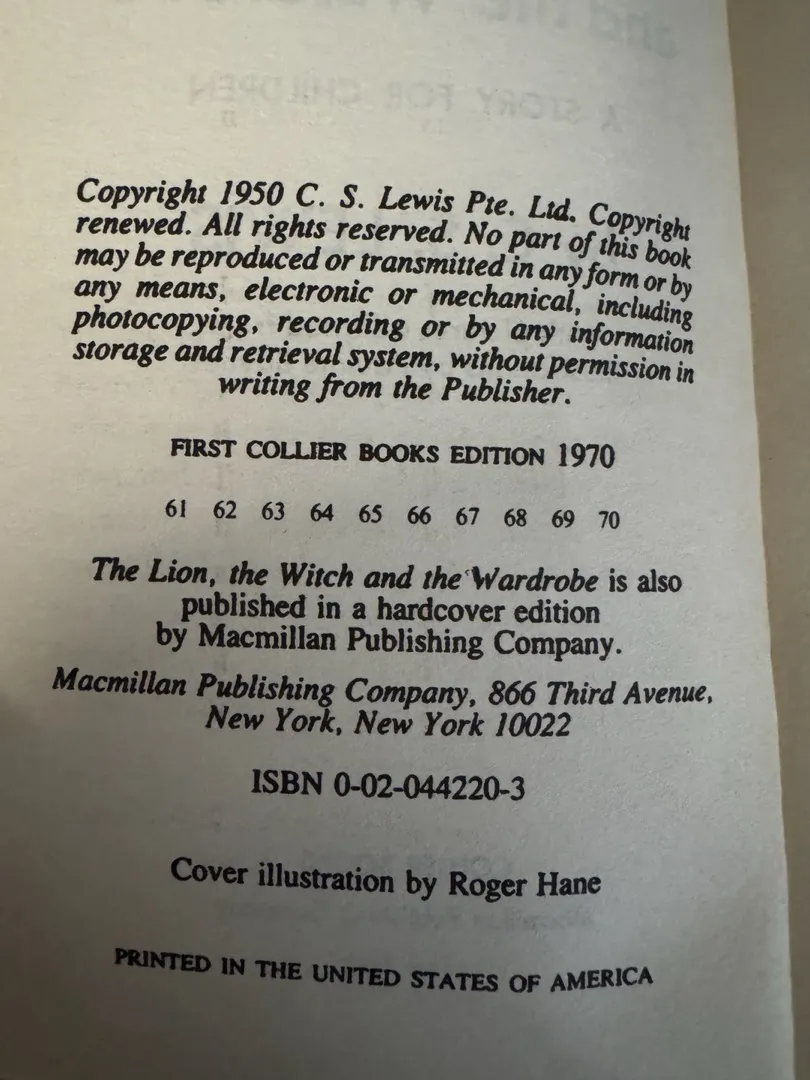 Copyright 1950 C. S. Lewis Pte. Ltd. Copyright
renewed. All rights reserved. No part of this book
may be reproduced or transmitted in any form or by
any means, electronic or mechanical, including
photocopying, recording or by any information
storage and retrieval system, without permission in
writing from the Publisher.
FIRST COLLIER BOOKS EDITION 1970
61 62 63 64 65 66 67 68 69 70
The Lion, the Witch and the Wardrobe is also
published in a hardcover edition
by Macmillan Publishing Company.
Macmillan Publishing Company, 866 Third Avenue,
New York, New York 10022
ISBN 0-02-044220-3
Cover illustration by Roger Hane
PRINTED IN THE UNITED STATES OF AMERICA